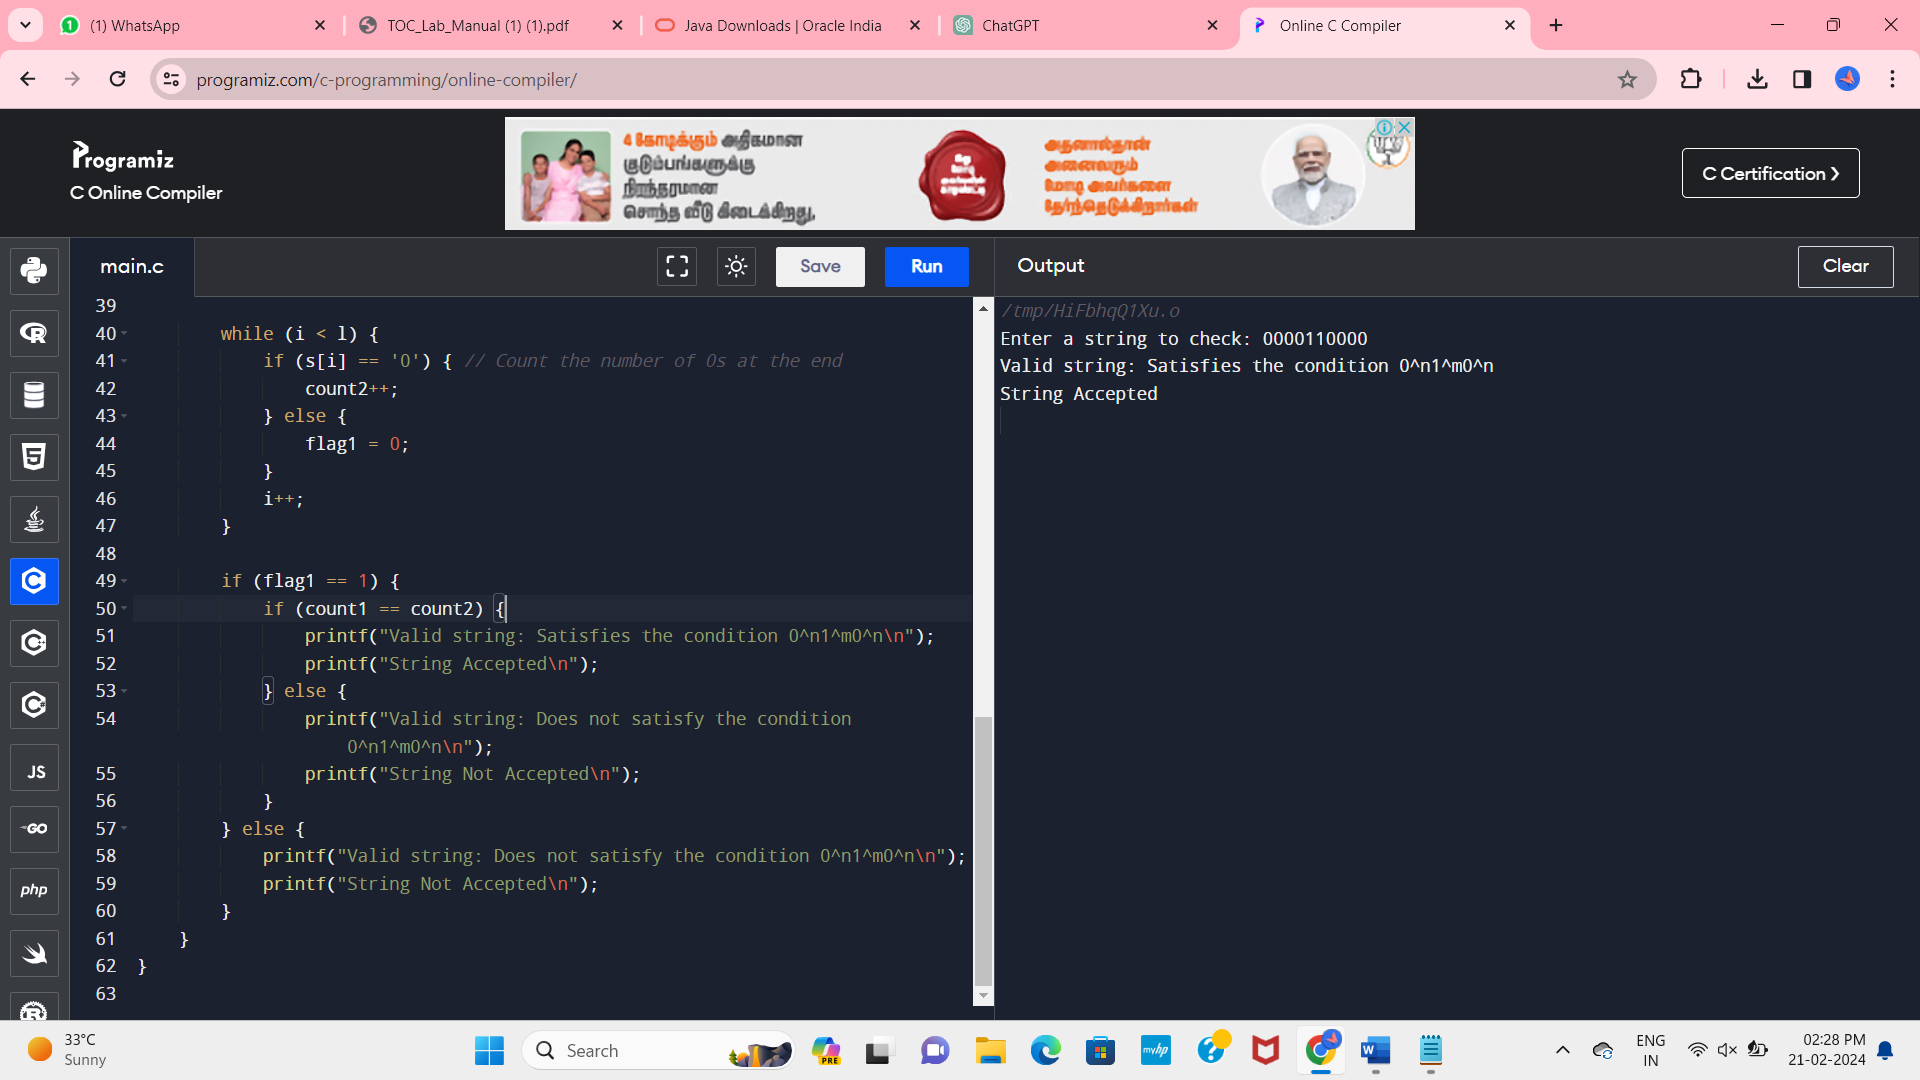 (1) WhatsApp
TOC_Lab_Manual (1) (1).pdf
Java Downloads | Oracle India
ChatGPT
Online C Compiler
programiz.com/c-programming/online-compiler/
Programiz
C Online Compiler
4 கோடிக்கும் அதிகமான
குடும்பங்களுக்கு
நிரந்தரமான
சொந்த வீடு கிடைக்கிறது,
அதனால்தான்
அனைவரும்
மோடி அவர்களை
தேர்ந்தெடுக்கிறார்கள்
C Certification ›
main.c
Save
Run
Output
Clear
39
40 while (i < l) {
41 if (s[i] == '0') { // Count the number of 0s at the end
42 count2++;
43 } else {
44 flag1 = 0;
45 }
46 i++;
47 }
48
49 if (flag1 == 1) {
50 if (count1 == count2) {
51 printf("Valid string: Satisfies the condition 0^n1^m0^n\n");
52 printf("String Accepted\n");
53 } else {
54 printf("Valid string: Does not satisfy the condition
0^n1^m0^n\n");
55 printf("String Not Accepted\n");
56 }
57 } else {
58 printf("Valid string: Does not satisfy the condition 0^n1^m0^n\n");
59 printf("String Not Accepted\n");
60 }
61 }
62 }
63
/tmp/HiFbhqQ1Xu.o
Enter a string to check: 0000110000
Valid string: Satisfies the condition 0^n1^m0^n
String Accepted
JS
GO
php
33°C
Sunny
Search
PRE
myhp
ENG
IN
02:28 PM
21-02-2024